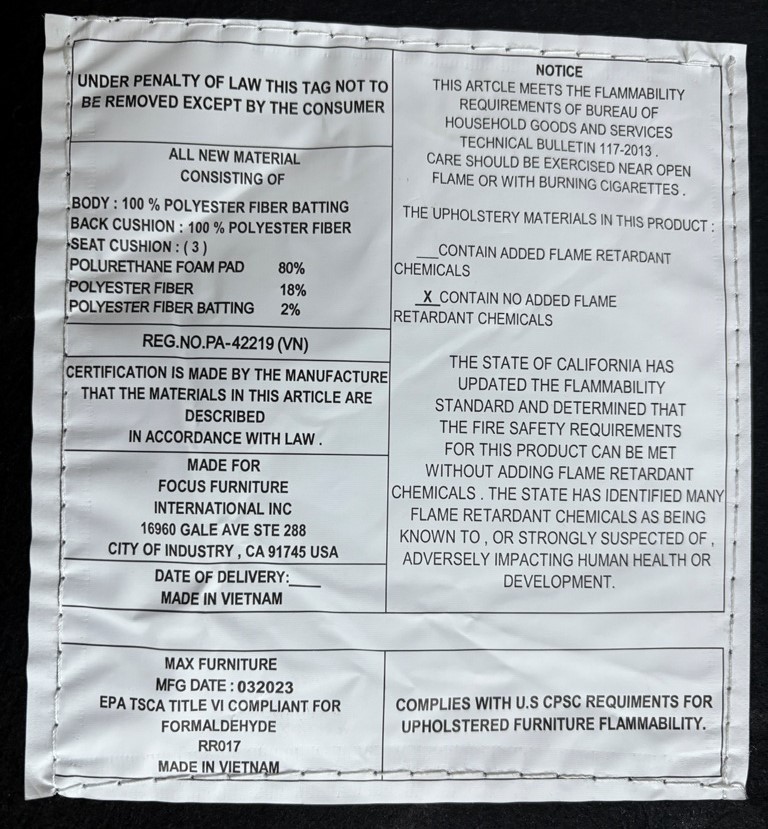 UNDER PENALTY OF LAW THIS TAG NOT TO
BE REMOVED EXCEPT BY THE CONSUMER
ALL NEW MATERIAL
CONSISTING OF
BODY : 100 % POLYESTER FIBER BATTING
BACK CUSHION : 100 % POLYESTER FIBER
SEAT CUSHION : ( 3 )
POLURETHANE FOAM PAD 80%
POLYESTER FIBER 18%
POLYESTER FIBER BATTING 2%
REG.NO.PA-42219 (VN)
CERTIFICATION IS MADE BY THE MANUFACTURE
THAT THE MATERIALS IN THIS ARTICLE ARE
DESCRIBED
IN ACCORDANCE WITH LAW .
MADE FOR
FOCUS FURNITURE
INTERNATIONAL INC
16960 GALE AVE STE 288
CITY OF INDUSTRY , CA 91745 USA
DATE OF DELIVERY:___
MADE IN VIETNAM
NOTICE
THIS ARTCLE MEETS THE FLAMMABILITY
REQUIREMENTS OF BUREAU OF
HOUSEHOLD GOODS AND SERVICES
TECHNICAL BULLETIN 117-2013 .
CARE SHOULD BE EXERCISED NEAR OPEN
FLAME OR WITH BURNING CIGARETTES .
THE UPHOLSTERY MATERIALS IN THIS PRODUCT :
___CONTAIN ADDED FLAME RETARDANT
CHEMICALS
_X_CONTAIN NO ADDED FLAME
RETARDANT CHEMICALS
THE STATE OF CALIFORNIA HAS
UPDATED THE FLAMMABILITY
STANDARD AND DETERMINED THAT
THE FIRE SAFETY REQUIREMENTS
FOR THIS PRODUCT CAN BE MET
WITHOUT ADDING FLAME RETARDANT
CHEMICALS . THE STATE HAS IDENTIFIED MANY
FLAME RETARDANT CHEMICALS AS BEING
KNOWN TO , OR STRONGLY SUSPECTED OF ,
ADVERSELY IMPACTING HUMAN HEALTH OR
DEVELOPMENT.
MAX FURNITURE
MFG DATE : 032023
EPA TSCA TITLE VI COMPLIANT FOR
FORMALDEHYDE
RR017
MADE IN VIETNAM
COMPLIES WITH U.S CPSC REQUIMENTS FOR
UPHOLSTERED FURNITURE FLAMMABILITY.